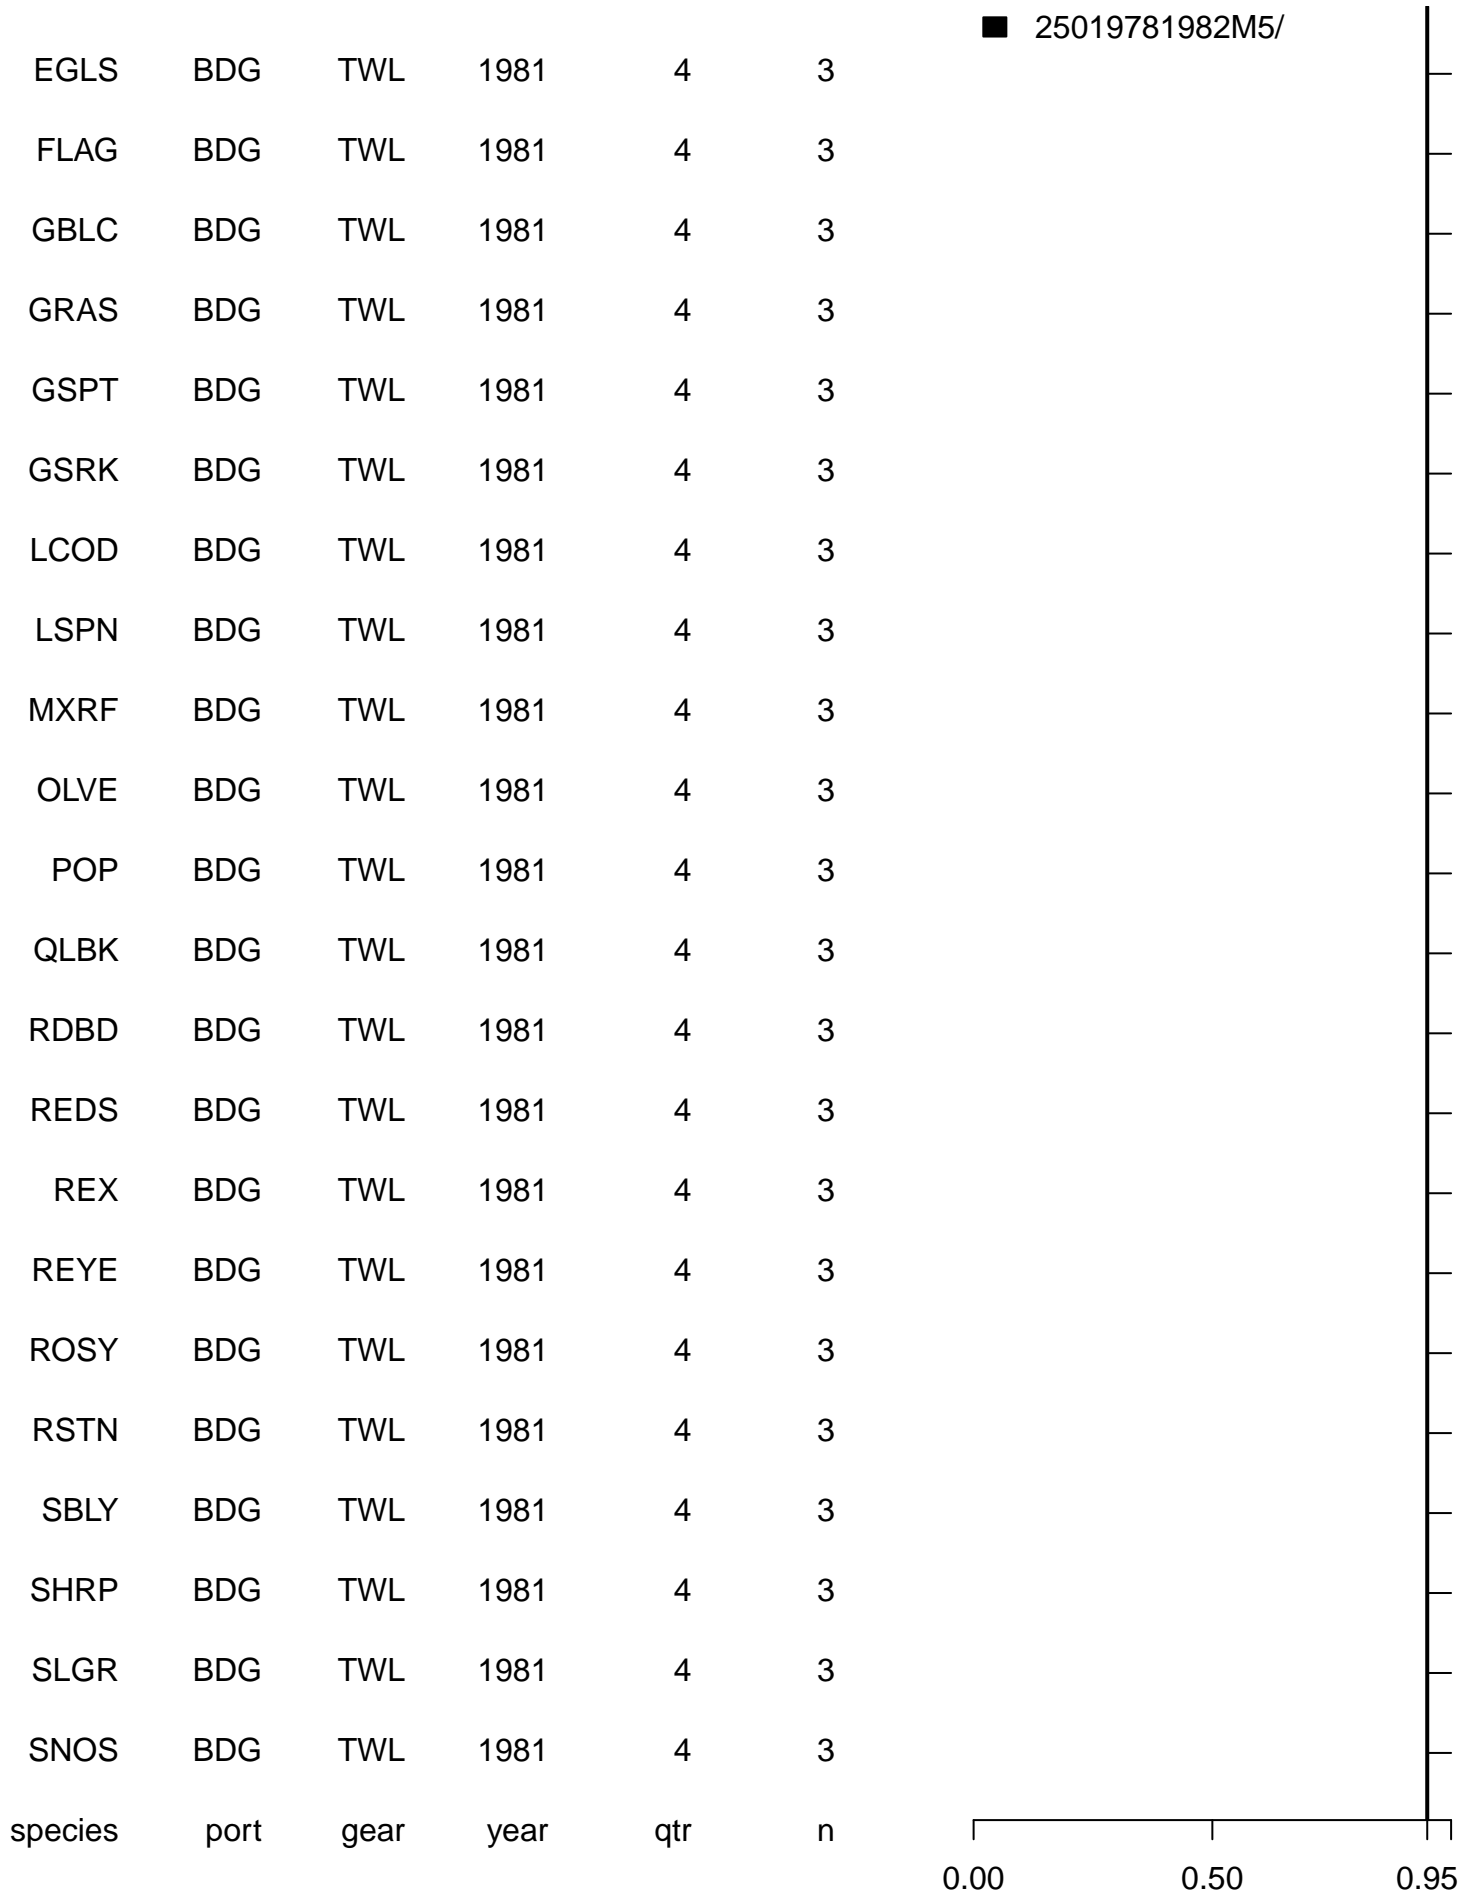 25019781982M5/
EGLS BDG TWL 1981 4 3
FLAG BDG TWL 1981 4 3
GBLC BDG TWL 1981 4 3
GRAS BDG TWL 1981 4 3
GSPT BDG TWL 1981 4 3
GSRK BDG TWL 1981 4 3
LCOD BDG TWL 1981 4 3
LSPN BDG TWL 1981 4 3
MXRF BDG TWL 1981 4 3
OLVE BDG TWL 1981 4 3
POP BDG TWL 1981 4 3
QLBK BDG TWL 1981 4 3
RDBD BDG TWL 1981 4 3
REDS BDG TWL 1981 4 3
REX BDG TWL 1981 4 3
REYE BDG TWL 1981 4 3
ROSY BDG TWL 1981 4 3
RSTN BDG TWL 1981 4 3
SBLY BDG TWL 1981 4 3
SHRP BDG TWL 1981 4 3
SLGR BDG TWL 1981 4 3
SNOS BDG TWL 1981 4 3
species port gear year qtr n
0.00 0.50 0.95